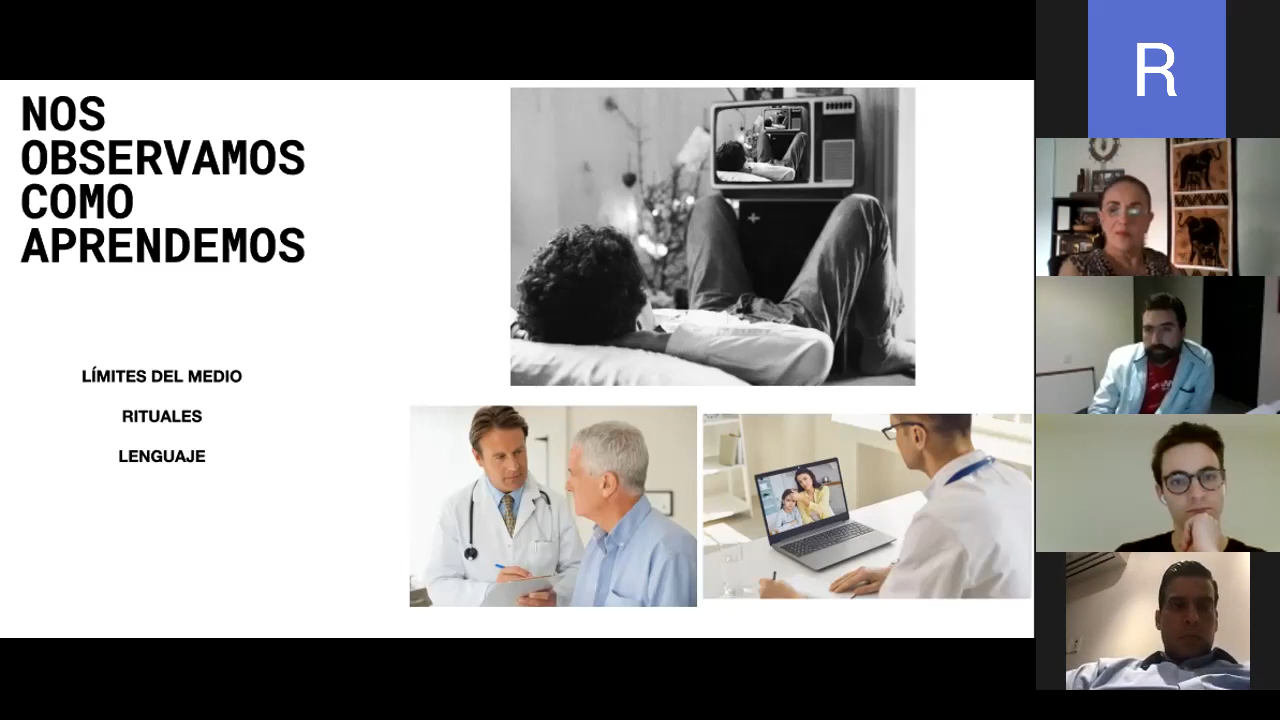 NOS
OBSERVAMOS
COMO
APRENDEMOS
LÍMITES DEL MEDIO
RITUALES
LENGUAJE
R